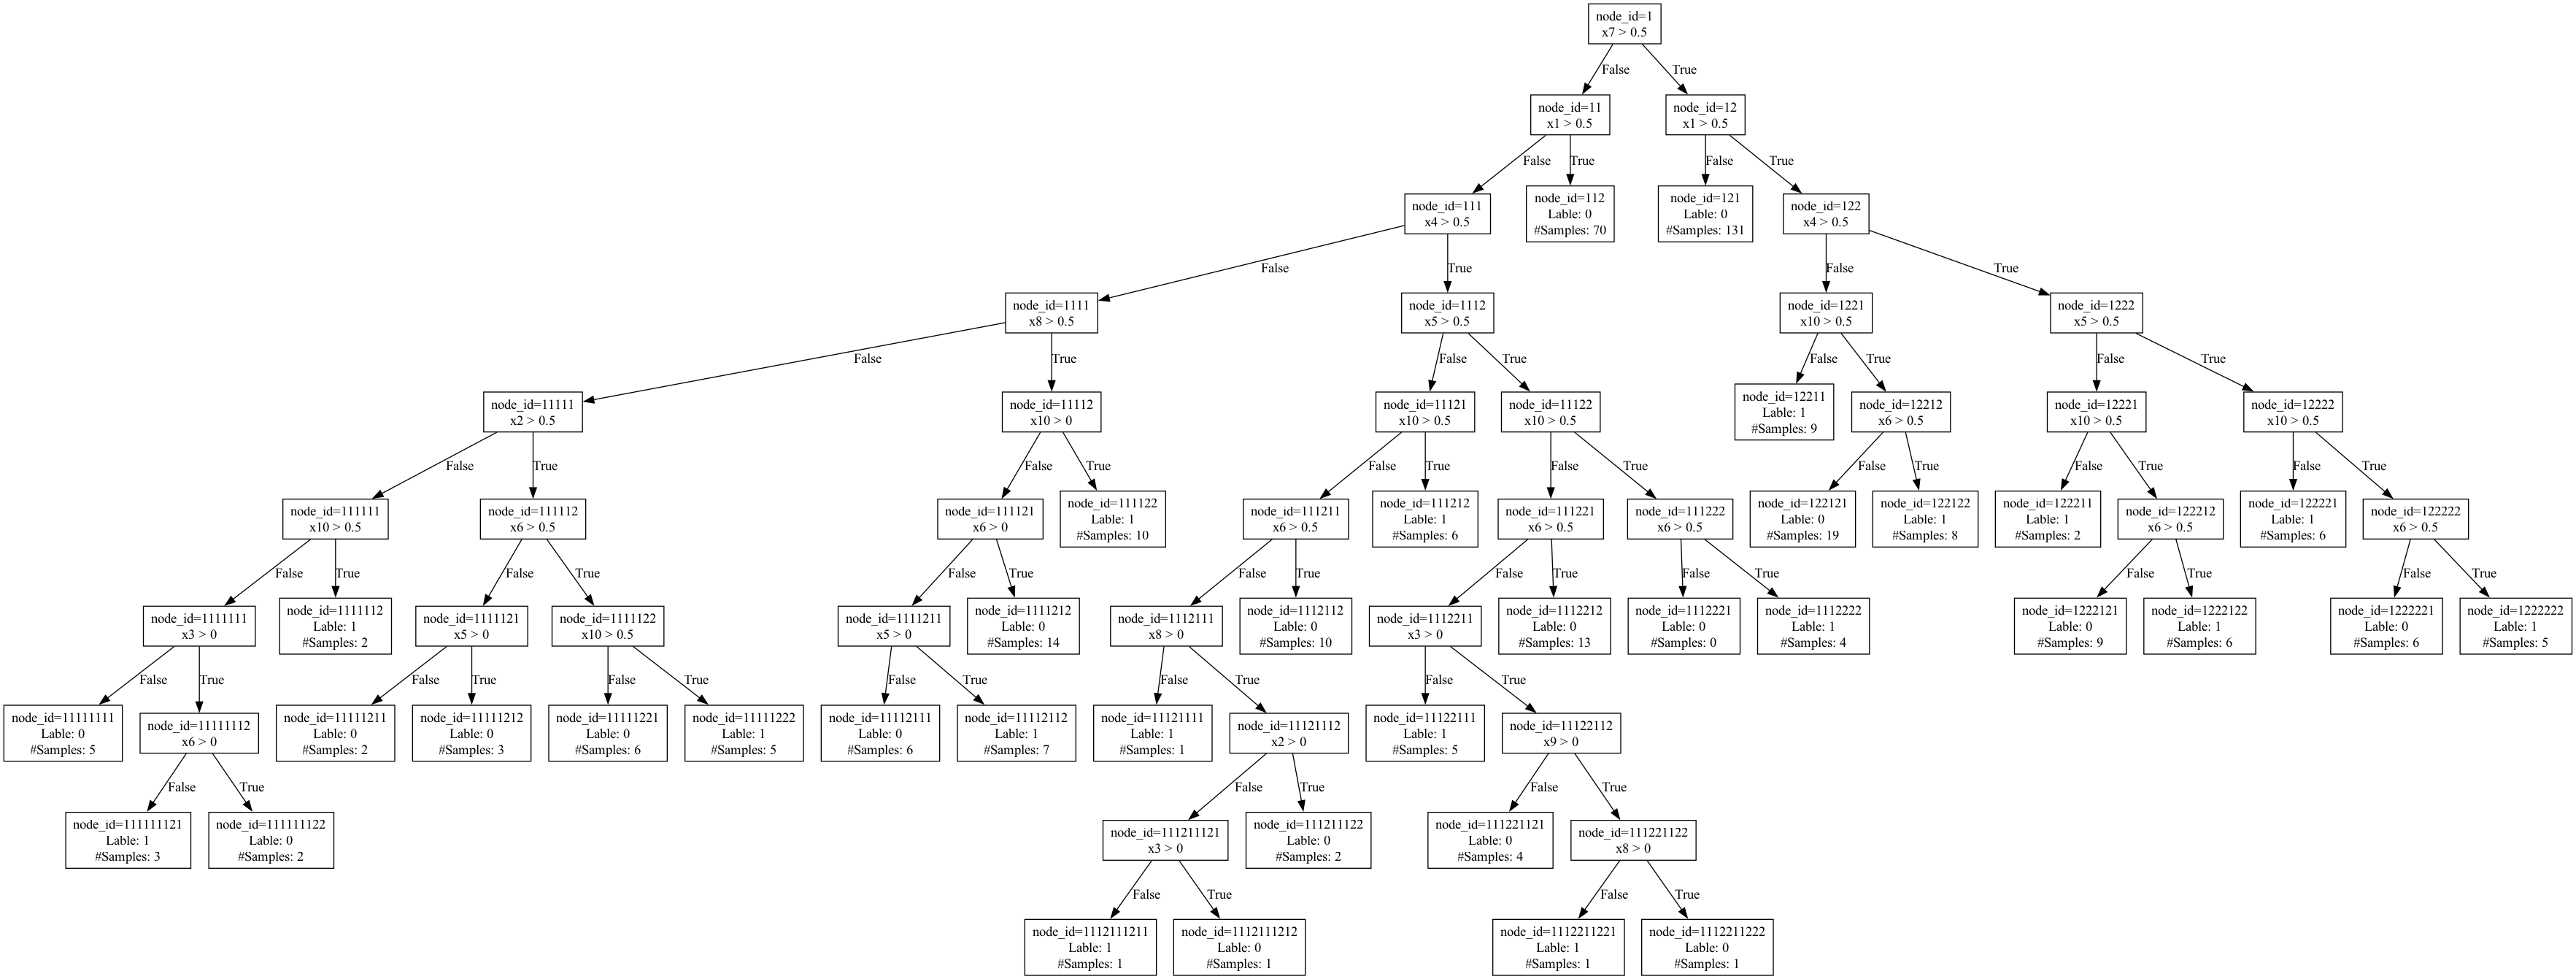 node_id=1
x7 > 0.5
False
True
node_id=11
x1 > 0.5
node_id=12
x1 > 0.5
False
True
False
True
node_id=111
x4 > 0.5
node_id=112
Lable: 0
#Samples: 70
node_id=121
Lable: 0
#Samples: 131
node_id=122
x4 > 0.5
False
True
False
True
node_id=1111
x8 > 0.5
node_id=1112
x5 > 0.5
node_id=1221
x10 > 0.5
node_id=1222
x5 > 0.5
False
True
False
True
False
True
False
True
node_id=11111
x2 > 0.5
node_id=11112
x10 > 0
node_id=11121
x10 > 0.5
node_id=11122
x10 > 0.5
node_id=12211
Lable: 1
#Samples: 9
node_id=12212
x6 > 0.5
node_id=12221
x10 > 0.5
node_id=12222
x10 > 0.5
False
True
False
True
False
True
False
True
False
True
False
True
False
True
node_id=111111
x10 > 0.5
node_id=111112
x6 > 0.5
node_id=111121
x6 > 0
node_id=111122
Lable: 1
#Samples: 10
node_id=111211
x6 > 0.5
node_id=111212
Lable: 1
#Samples: 6
node_id=111221
x6 > 0.5
node_id=111222
x6 > 0.5
node_id=122121
Lable: 0
#Samples: 19
node_id=122122
Lable: 1
#Samples: 8
node_id=122211
Lable: 1
#Samples: 2
node_id=122212
x6 > 0.5
node_id=122221
Lable: 1
#Samples: 6
node_id=122222
x6 > 0.5
False
True
False
True
False
True
False
True
False
True
False
True
False
True
False
True
node_id=1111111
x3 > 0
node_id=1111112
Lable: 1
#Samples: 2
node_id=1111121
x5 > 0
node_id=1111122
x10 > 0.5
node_id=1111211
x5 > 0
node_id=1111212
Lable: 0
#Samples: 14
node_id=1112111
x8 > 0
node_id=1112112
Lable: 0
#Samples: 10
node_id=1112211
x3 > 0
node_id=1112212
Lable: 0
#Samples: 13
node_id=1112221
Lable: 0
#Samples: 0
node_id=1112222
Lable: 1
#Samples: 4
node_id=1222121
Lable: 0
#Samples: 9
node_id=1222122
Lable: 1
#Samples: 6
node_id=1222221
Lable: 0
#Samples: 6
node_id=1222222
Lable: 1
#Samples: 5
False
True
False
True
False
True
False
True
False
True
False
True
node_id=11111111
Lable: 0
#Samples: 5
node_id=11111112
x6 > 0
node_id=11111211
Lable: 0
#Samples: 2
node_id=11111212
Lable: 0
#Samples: 3
node_id=11111221
Lable: 0
#Samples: 6
node_id=11111222
Lable: 1
#Samples: 5
node_id=11112111
Lable: 0
#Samples: 6
node_id=11112112
Lable: 1
#Samples: 7
node_id=11121111
Lable: 1
#Samples: 1
node_id=11121112
x2 > 0
node_id=11122111
Lable: 1
#Samples: 5
node_id=11122112
x9 > 0
False
True
False
True
False
True
node_id=111111121
Lable: 1
#Samples: 3
node_id=111111122
Lable: 0
#Samples: 2
node_id=111211121
x3 > 0
node_id=111211122
Lable: 0
#Samples: 2
node_id=111221121
Lable: 0
#Samples: 4
node_id=111221122
x8 > 0
False
True
False
True
node_id=1112111211
Lable: 1
#Samples: 1
node_id=1112111212
Lable: 0
#Samples: 1
node_id=1112211221
Lable: 1
#Samples: 1
node_id=1112211222
Lable: 0
#Samples: 1